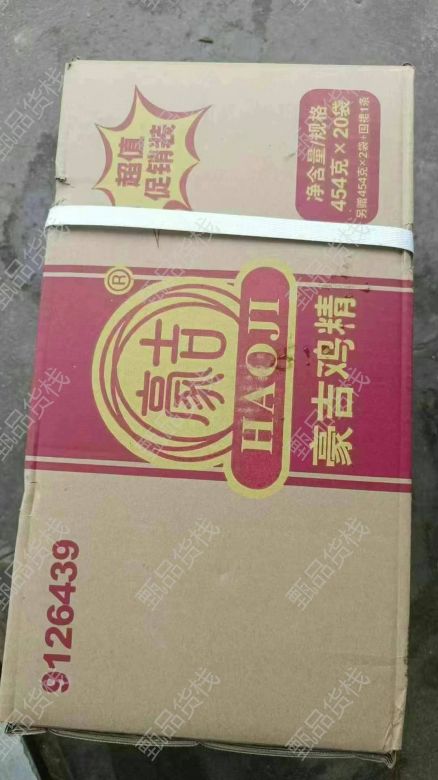 超值
促销装
净含量/规格
454克×20袋
另赠454克×2袋+回礼1条
豪吉
®
HAOJI
豪吉鸡精
9126439
甄品货栈